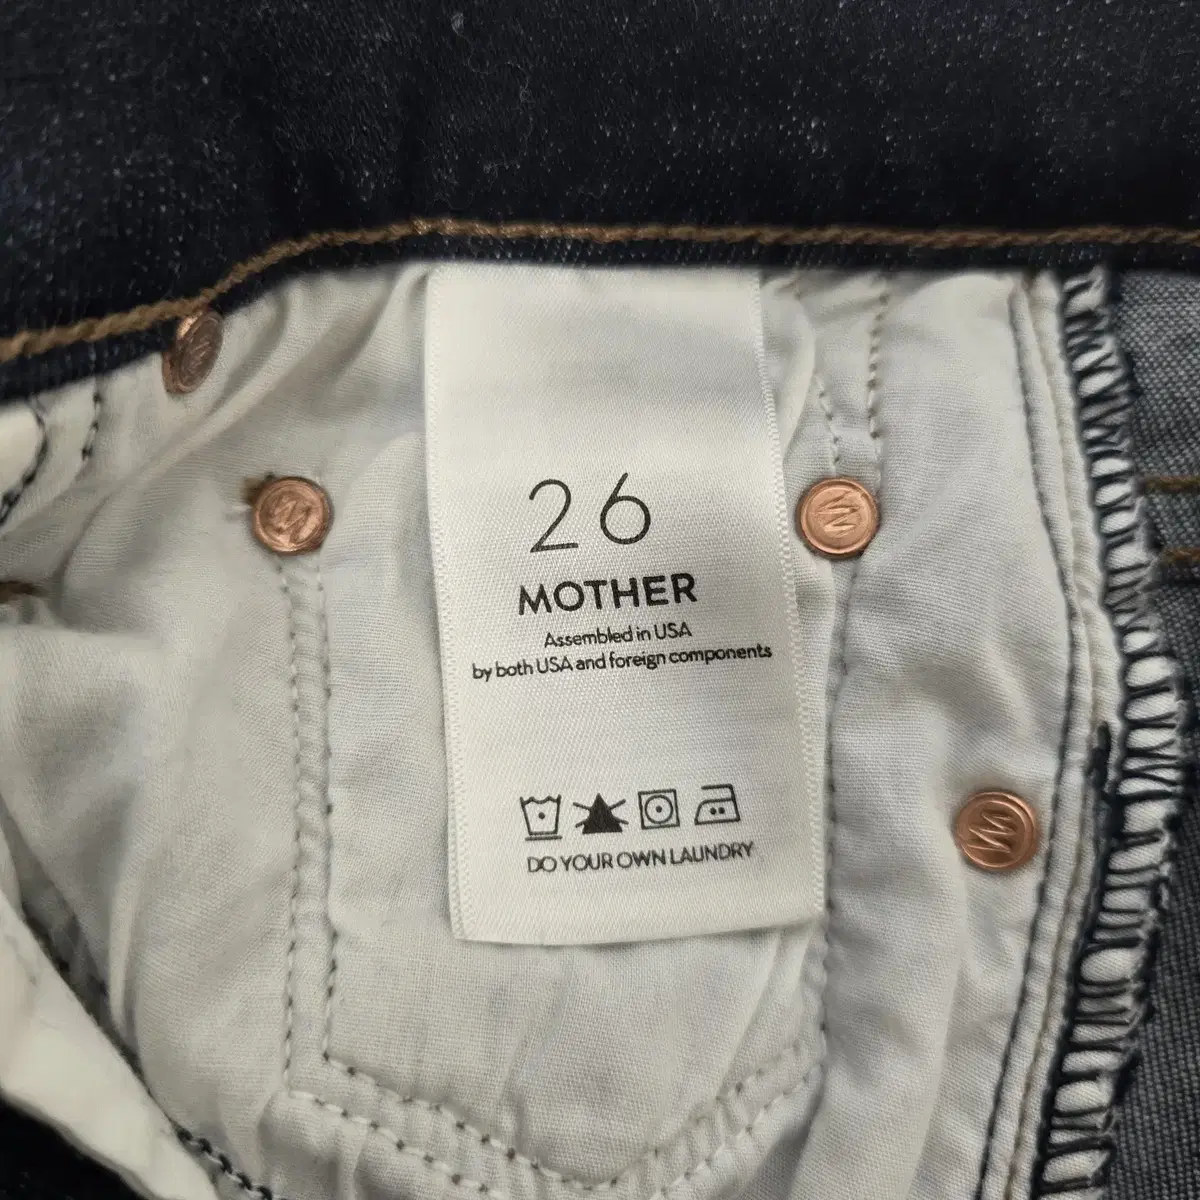 26
MOTHER
Assembled in USA
by both USA and foreign components
DO YOUR OWN LAUNDRY